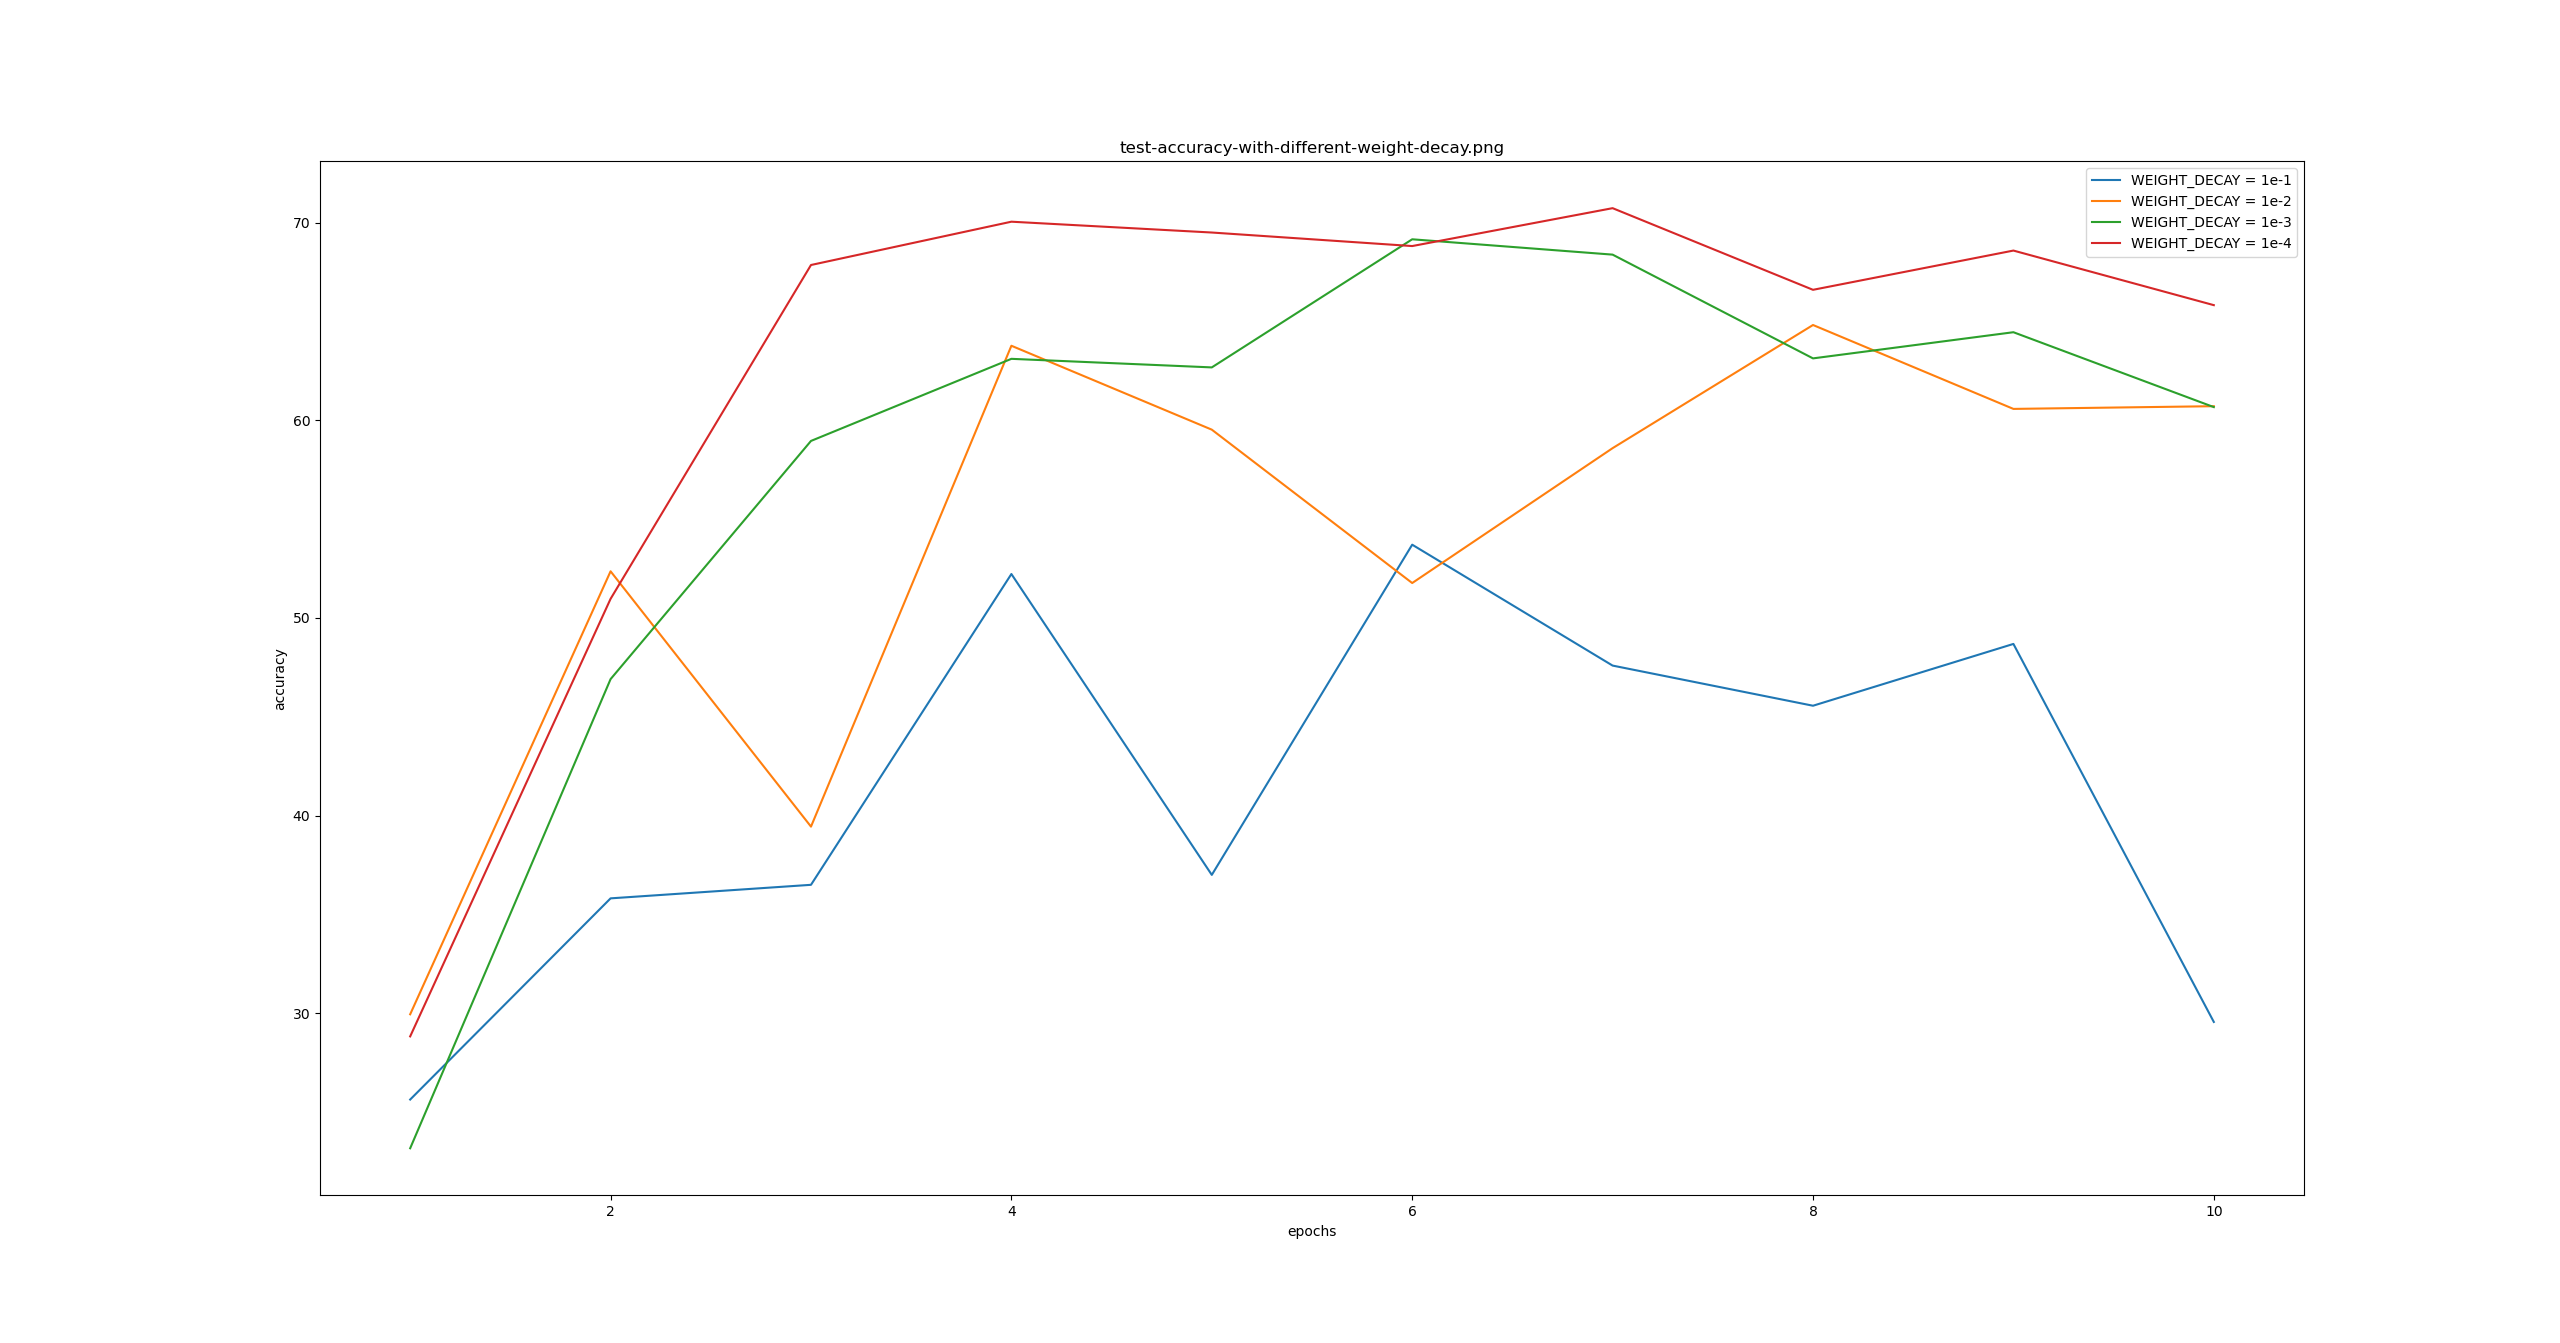 test-accuracy-with-different-weight-decay.png
WEIGHT_DECAY = 1e-1
WEIGHT_DECAY = 1e-2
WEIGHT_DECAY = 1e-3
WEIGHT_DECAY = 1e-4
70
60
50
40
30
accuracy
2 4 6 8 10
epochs